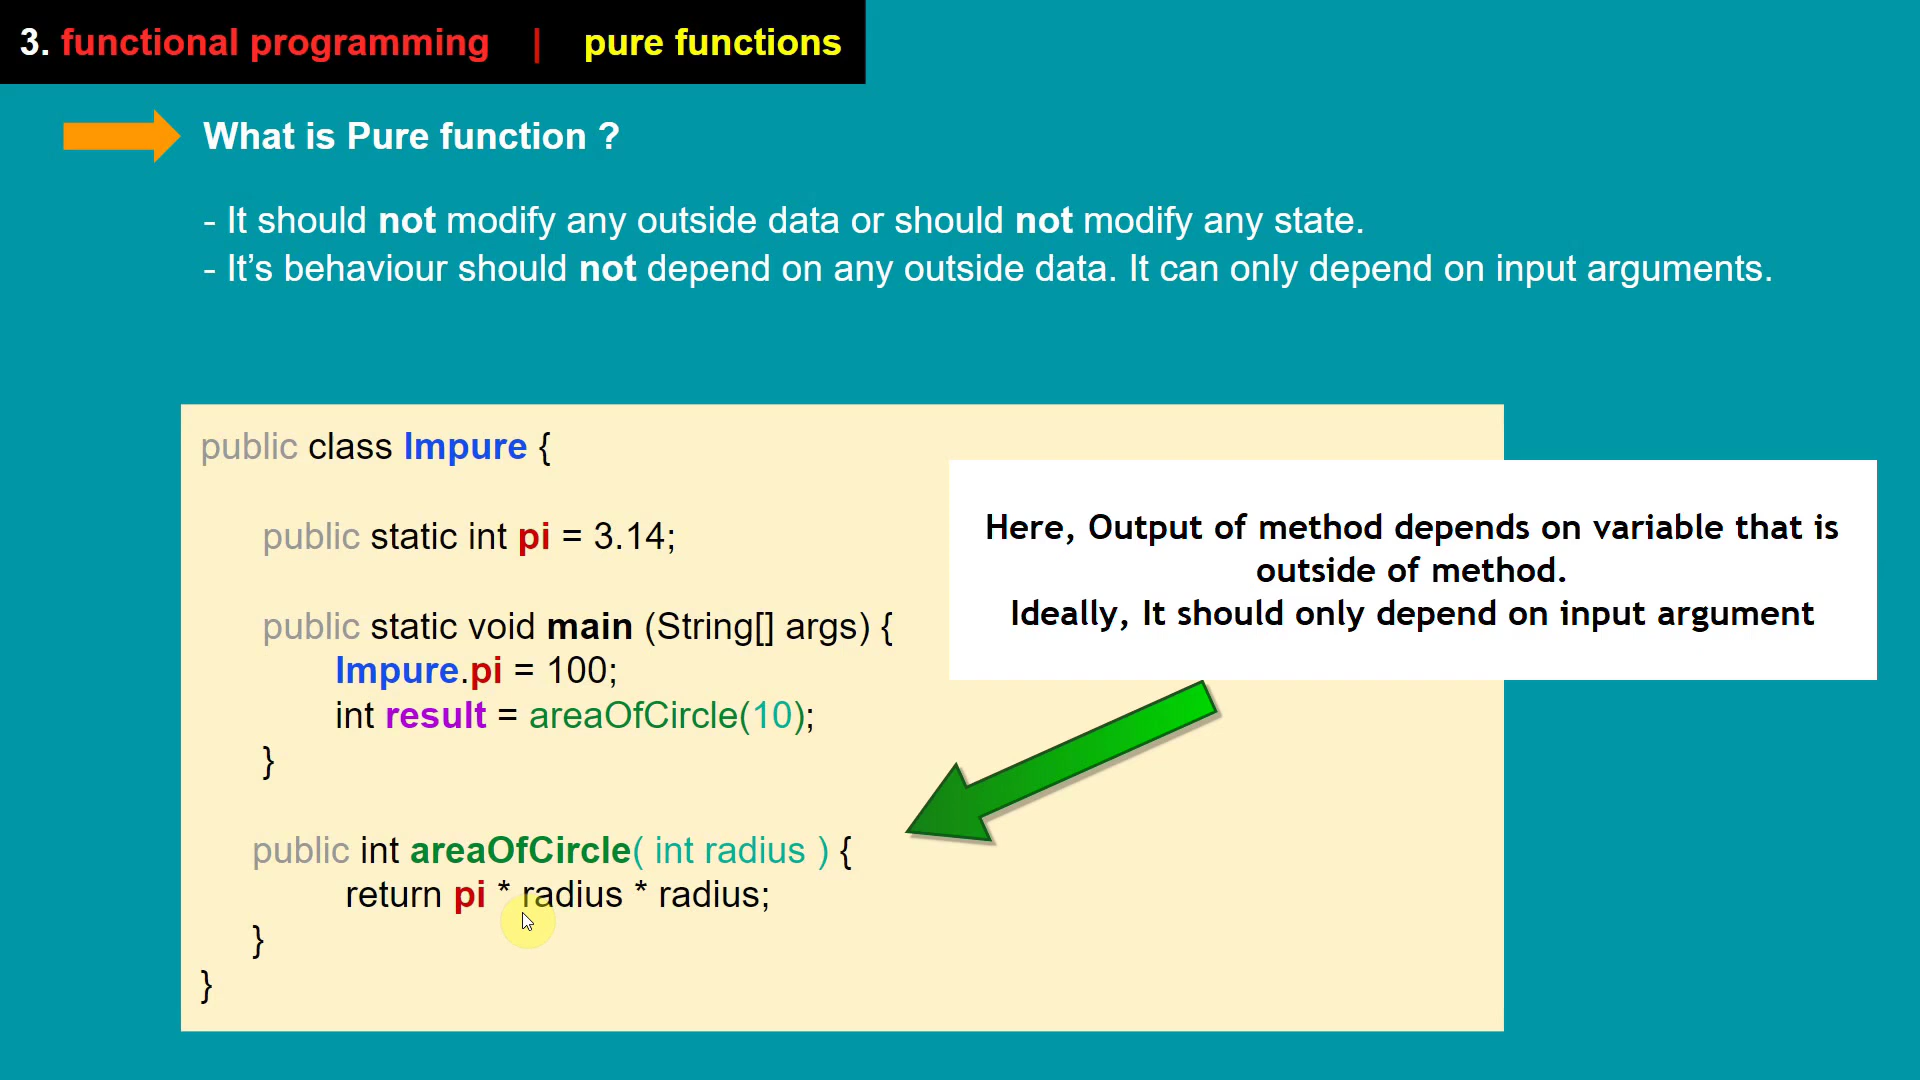 3. functional programming | pure functions
What is Pure function ?
- It should not modify any outside data or should not modify any state.
- It’s behaviour should not depend on any outside data. It can only depend on input arguments.
public class Impure {
public static int pi = 3.14;
public static void main (String[] args) {
Impure.pi = 100;
int result = areaOfCircle(10);
}
public int areaOfCircle( int radius ) {
return pi * radius * radius;
}
}
Here, Output of method depends on variable that is
outside of method.
Ideally, It should only depend on input argument